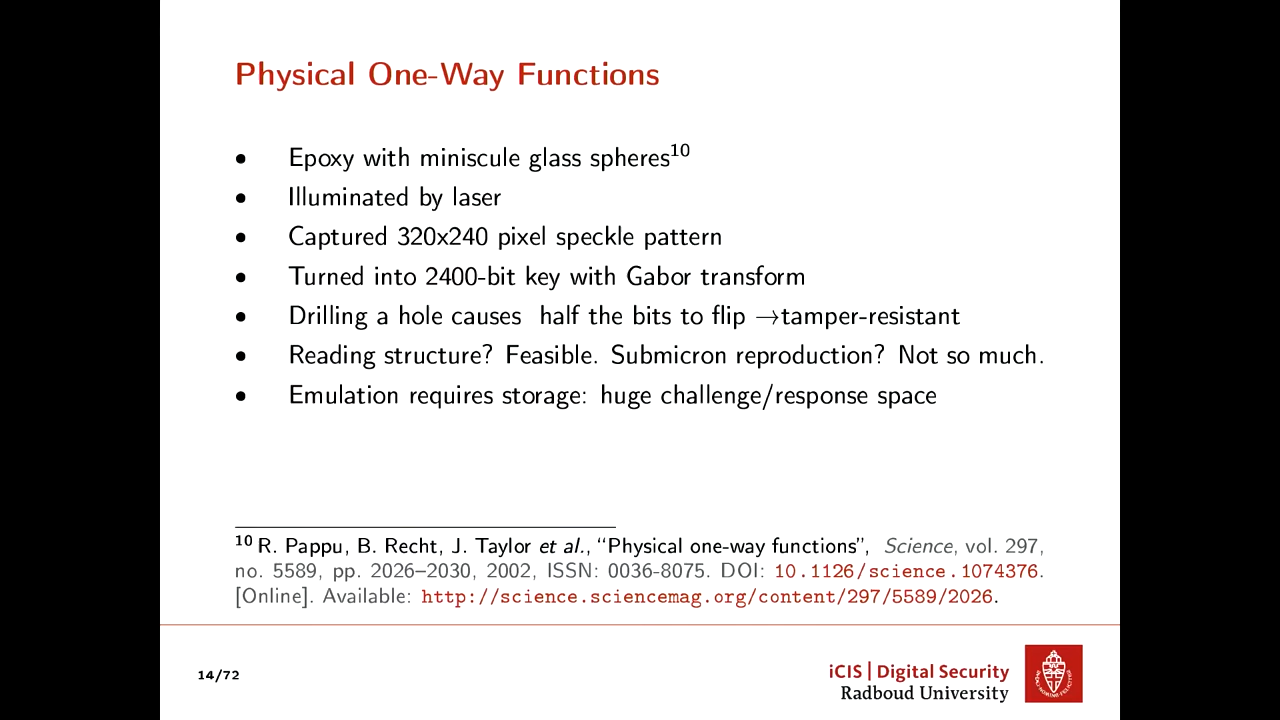 Physical One-Way Functions
• Epoxy with miniscule glass spheres10
• Illuminated by laser
• Captured 320x240 pixel speckle pattern
• Turned into 2400-bit key with Gabor transform
• Drilling a hole causes half the bits to flip →tamper-resistant
• Reading structure? Feasible. Submicron reproduction? Not so much.
• Emulation requires storage: huge challenge/response space
10 R. Pappu, B. Recht, J. Taylor et al., “Physical one-way functions”, Science, vol. 297,
no. 5589, pp. 2026–2030, 2002, ISSN: 0036-8075. DOI: 10.1126/science.1074376.
[Online]. Available: http://science.sciencemag.org/content/297/5589/2026.
14/72
iCIS | Digital Security
Radboud University